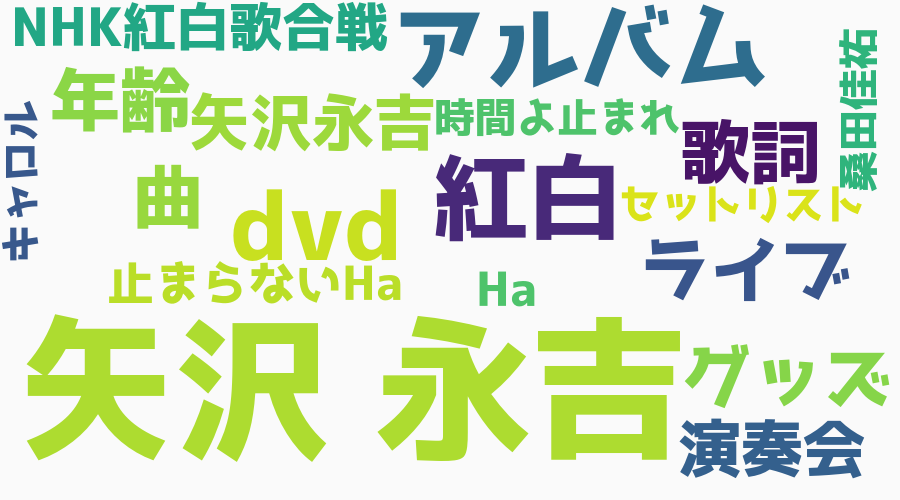 NHK紅白歌合戦
アルバム
桑田佳祐
年齢
矢沢永吉
時間よ止まれ
キャロル
歌詞
曲
dvd
紅白
セットリスト
止まらないHa
Ha
ライブ
矢沢 永吉
グッズ
演奏会